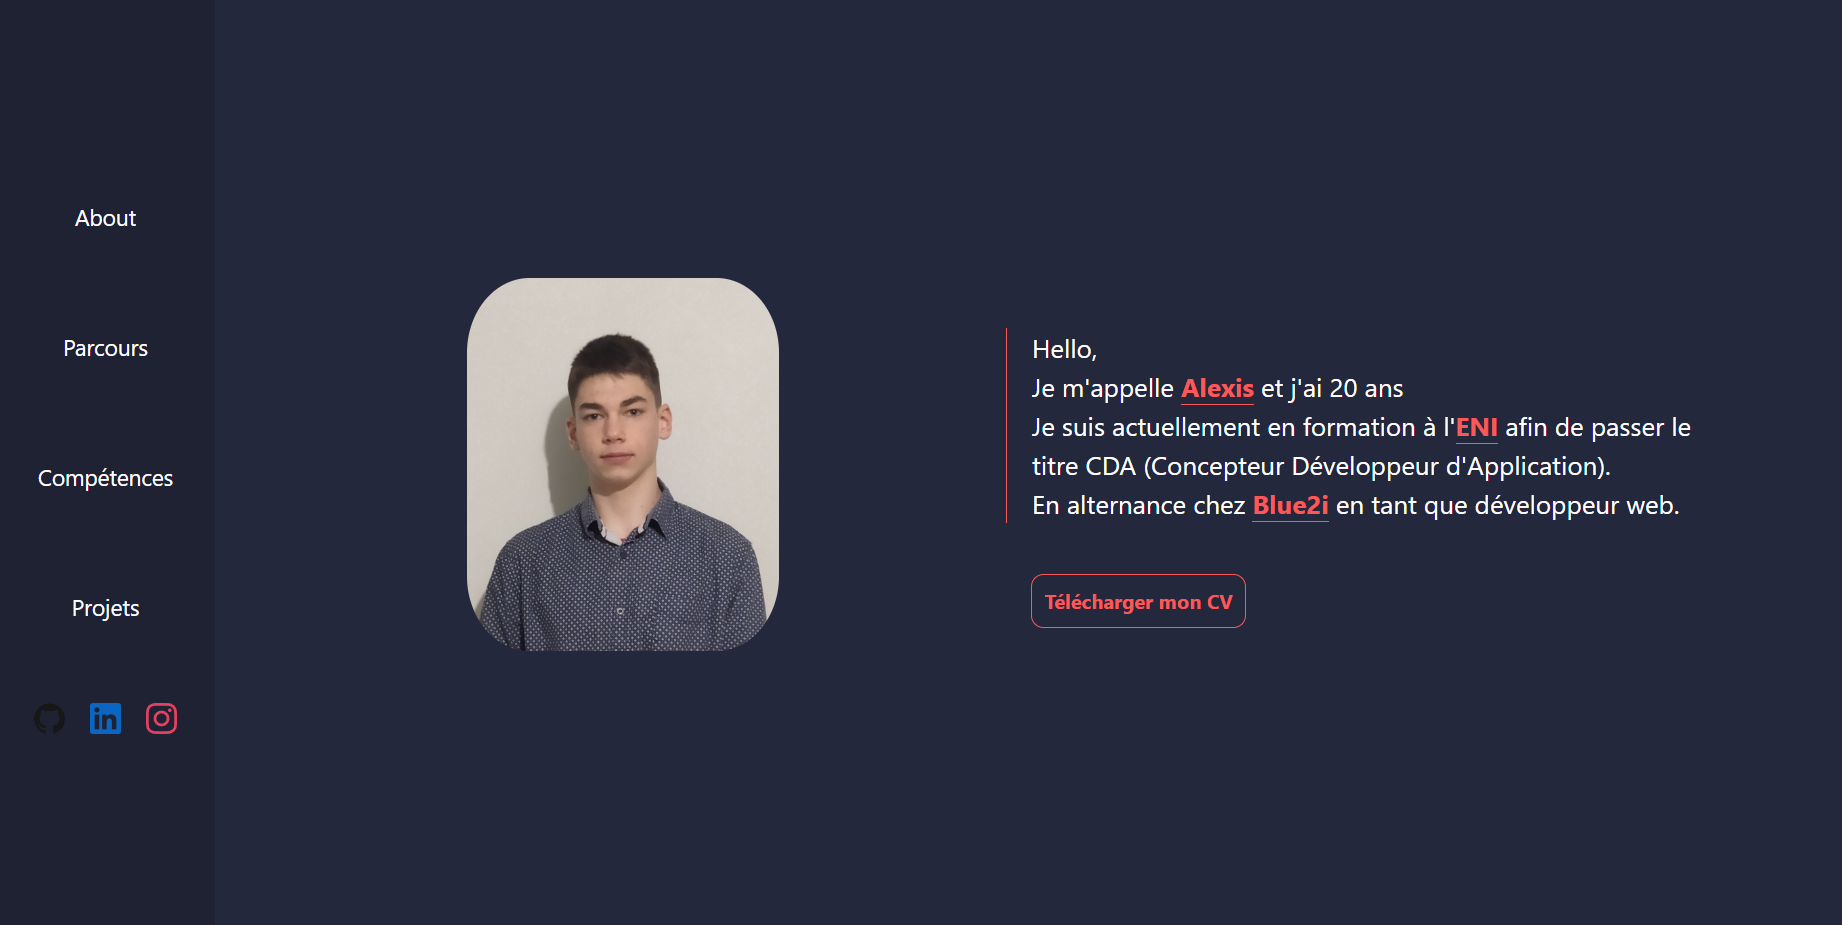 About
Parcours
Compétences
Projets
Hello,
Je m'appelle Alexis et j'ai 20 ans
Je suis actuellement en formation à l'ENI afin de passer le
titre CDA (Concepteur Développeur d'Application).
En alternance chez Blue2i en tant que développeur web.
Télécharger mon CV